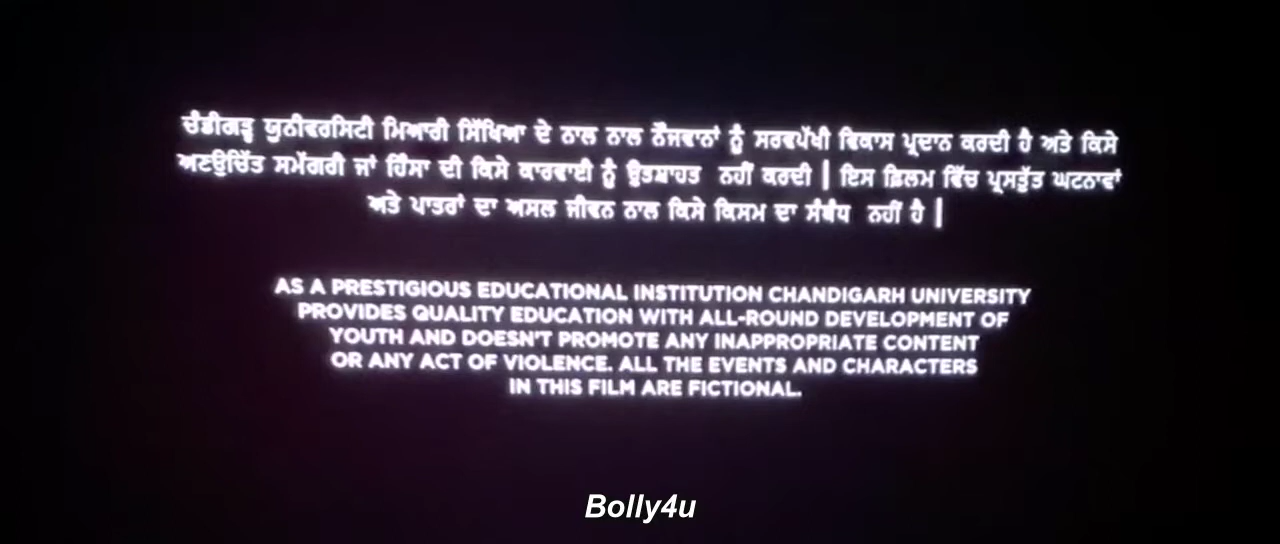 ਚੰਡੀਗੜ੍ਹ ਯੂਨੀਵਰਸਿਟੀ ਮਿਆਰੀ ਸਿੱਖਿਆ ਦੇ ਨਾਲ ਨਾਲ ਨੌਜਵਾਨਾਂ ਨੂੰ ਸਰਵਪੱਖੀ ਵਿਕਾਸ ਪ੍ਰਦਾਨ ਕਰਦੀ ਹੈ ਅਤੇ ਕਿਸੇ
ਅਣਉਚਿੱਤ ਸਮੱਗਰੀ ਜਾਂ ਹਿੰਸਾ ਦੀ ਕਿਸੇ ਕਾਰਵਾਈ ਨੂੰ ਉਤਸ਼ਾਹਤ ਨਹੀਂ ਕਰਦੀ | ਇਸ ਫ਼ਿਲਮ ਵਿੱਚ ਪ੍ਰਸਤੁੱਤ ਘਟਨਾਵਾਂ
ਅਤੇ ਪਾਤਰਾਂ ਦਾ ਅਸਲ ਜੀਵਨ ਨਾਲ ਕਿਸੇ ਕਿਸਮ ਦਾ ਸੰਬੰਧ ਨਹੀਂ ਹੈ |
AS A PRESTIGIOUS EDUCATIONAL INSTITUTION CHANDIGARH UNIVERSITY
PROVIDES QUALITY EDUCATION WITH ALL-ROUND DEVELOPMENT OF
YOUTH AND DOESN'T PROMOTE ANY INAPPROPRIATE CONTENT
OR ANY ACT OF VIOLENCE. ALL THE EVENTS AND CHARACTERS
IN THIS FILM ARE FICTIONAL.
Bolly4u